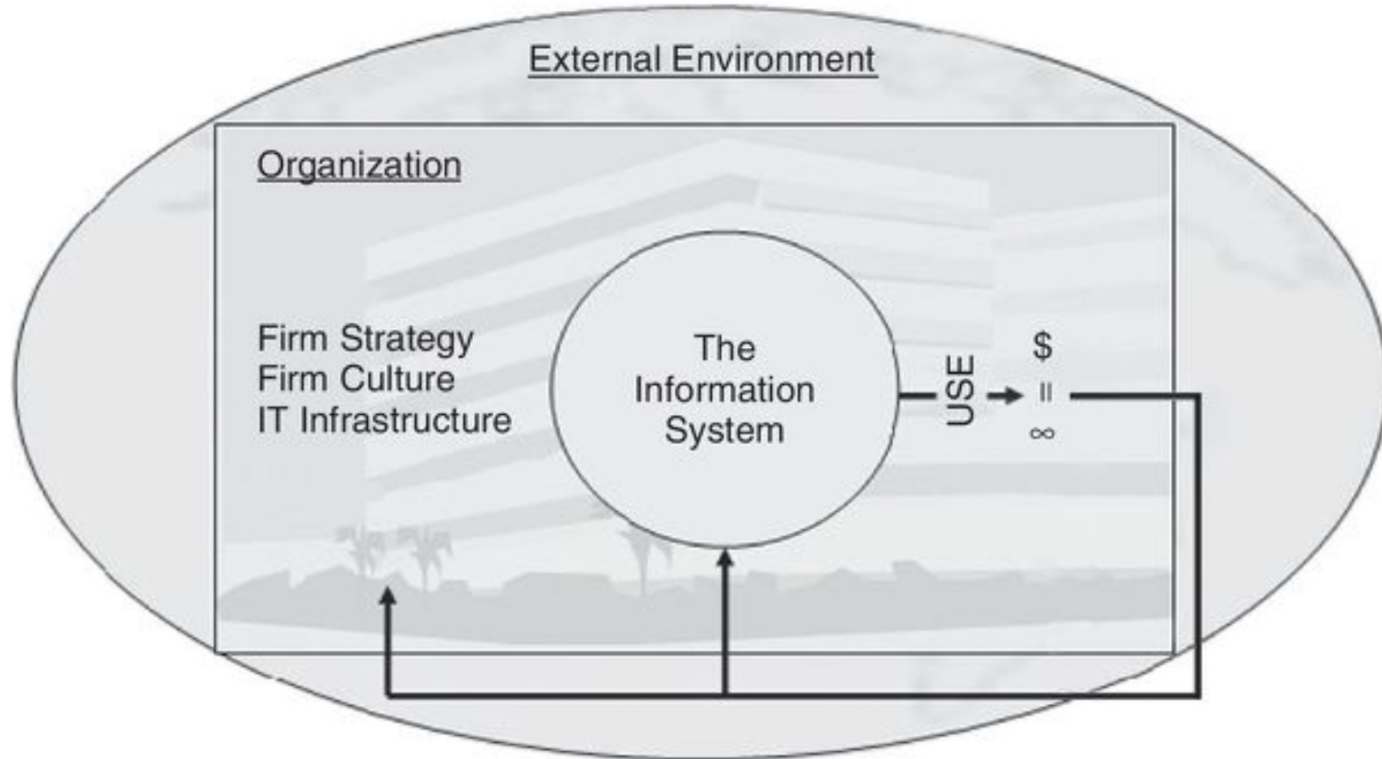 External Environment
Organization
Firm Strategy
Firm Culture
IT Infrastructure
The
Information
System
USE
$
=
∞